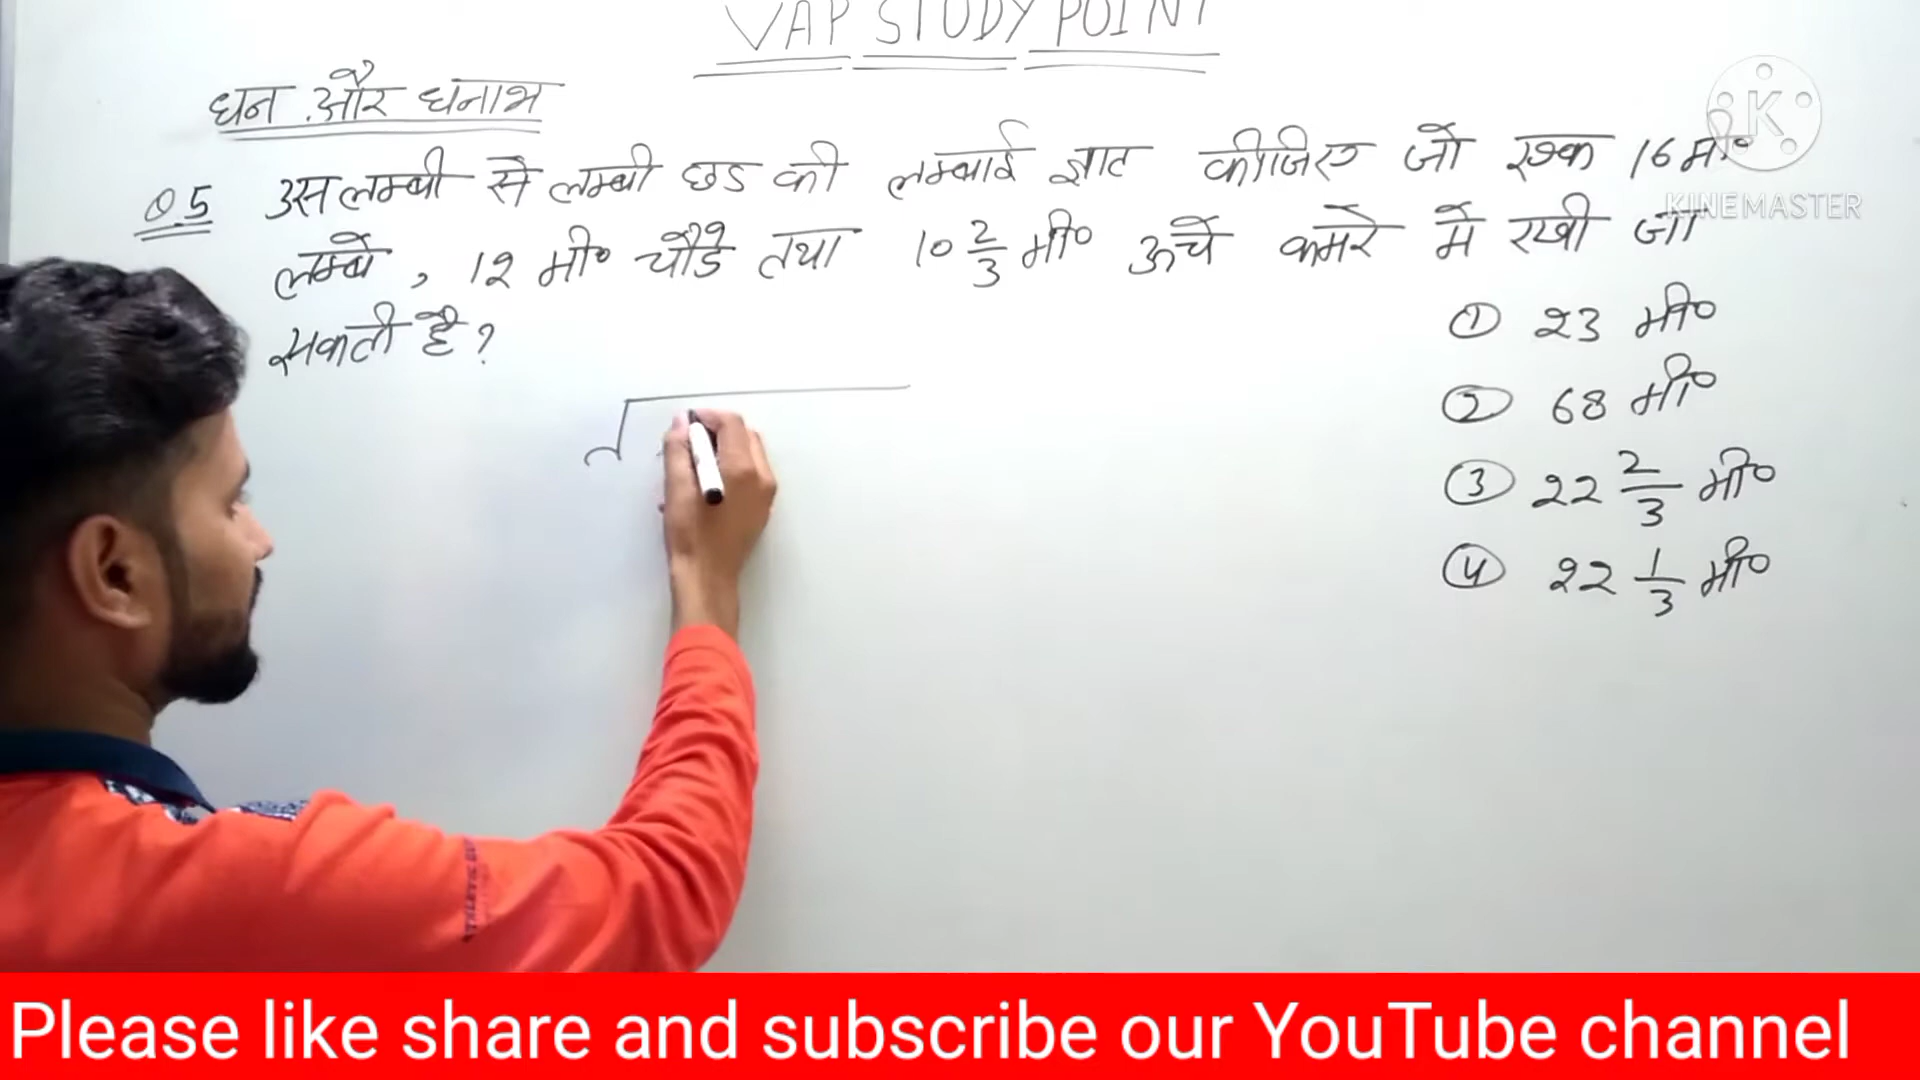 VAP STUDY POINT
घन और घनाभ
Q.5 उस लम्बी से लम्बी छड की लम्बाई ज्ञात कीजिए जो एक 16 मी०
लम्बे , 12 मी० चौडे तथा 10 2/3 मी० ऊचे कमरे मे रखी जा
सकती है ?
① 23 मी०
② 68 मी०
③ 22 2/3 मी०
④ 22 1/3 मी०
K
KINEMASTER
Please like share and subscribe our YouTube channel